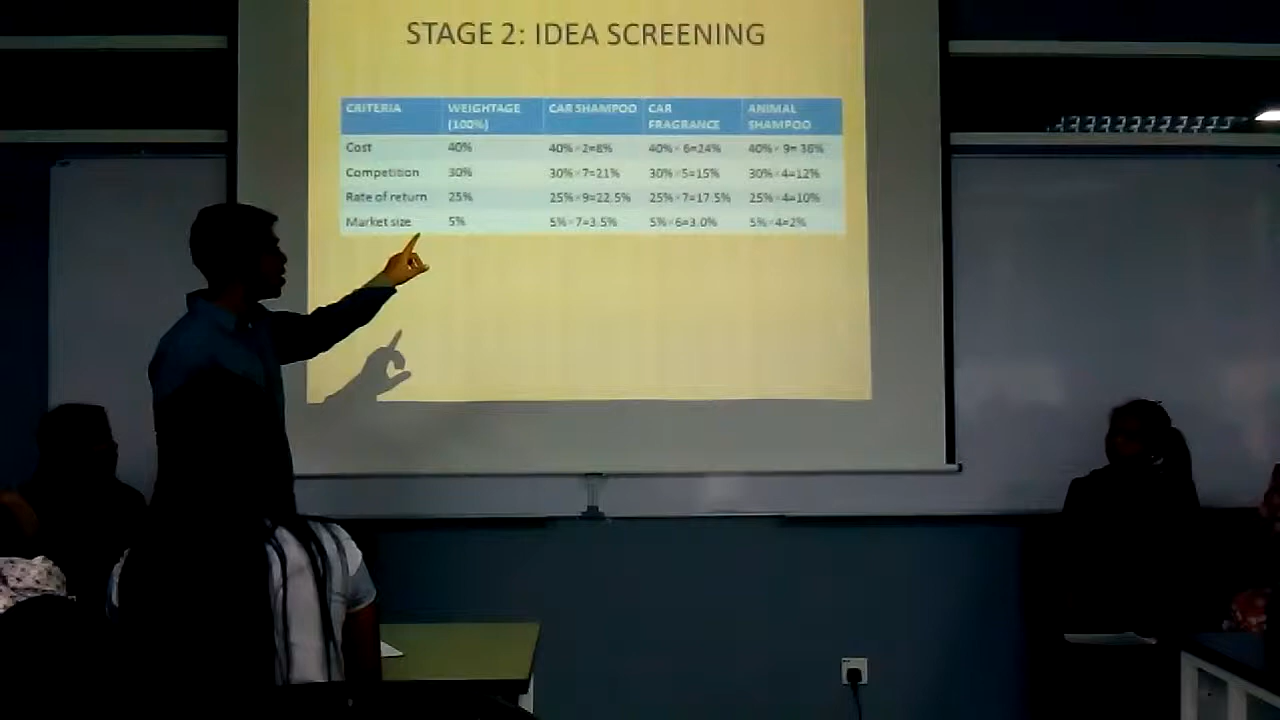 STAGE 2: IDEA SCREENING
CRITERIA WEIGHTAGE (100%) CAR SHAMPOO CAR FRAGRANCE ANIMAL SHAMPOO
Cost 40% 40%*2=8% 40%*6=24% 40%*9=36%
Competition 30% 30%*7=21% 30%*5=15% 30%*4=12%
Rate of return 25% 25%*9=22.5% 25%*7=17.5% 25%*4=10%
Market size 5% 5%*7=3.5% 5%*6=3.0% 5%*4=2%